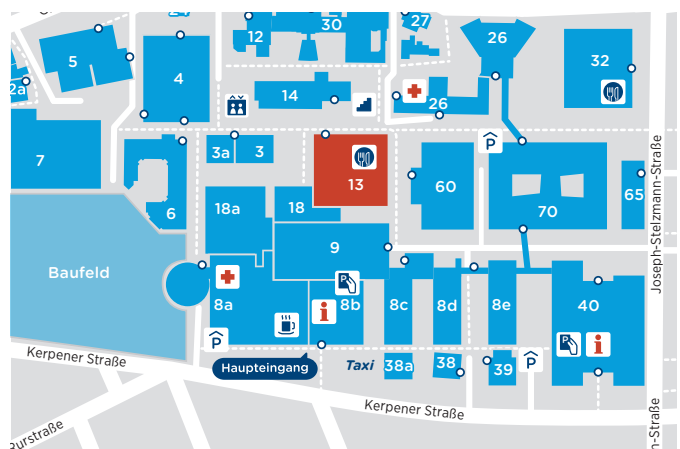 24
27
30
12
26
5
32
4
2a
14
26
3a
3
7
13
60
65
6
18a
18
70
9
Baufeld
Joseph-Stelzmann-Straße
8a
8b
8c
8d
8e
40
P
P
P
P
P
Kerpener Straße
Haupteingang
Taxi
38a
38
39
Kerpener Straße